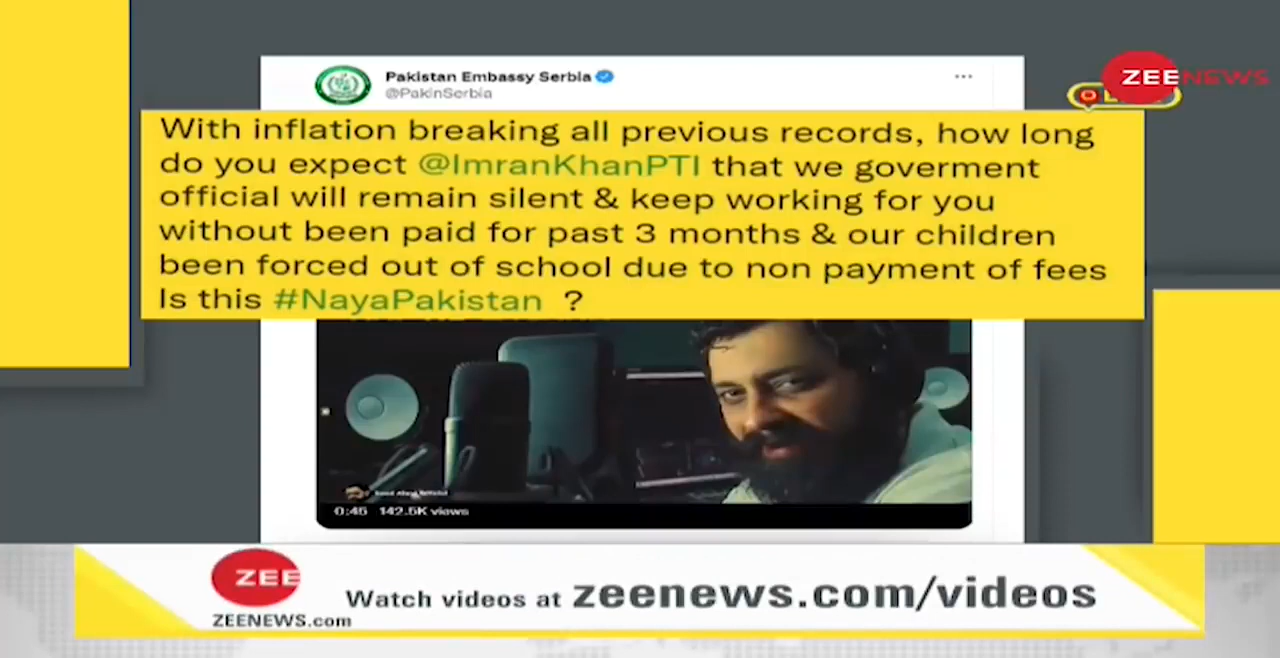 Pakistan Embassy Serbia
@PakinSerbia
ZEE NEWS
With inflation breaking all previous records, how long
do you expect @ImranKhanPTI that we goverment
official will remain silent & keep working for you
without been paid for past 3 months & our children
been forced out of school due to non payment of fees
Is this #NayaPakistan ?
0:45 142.5K views
ZEE
ZEENEWS.com
Watch videos at zeenews.com/videos